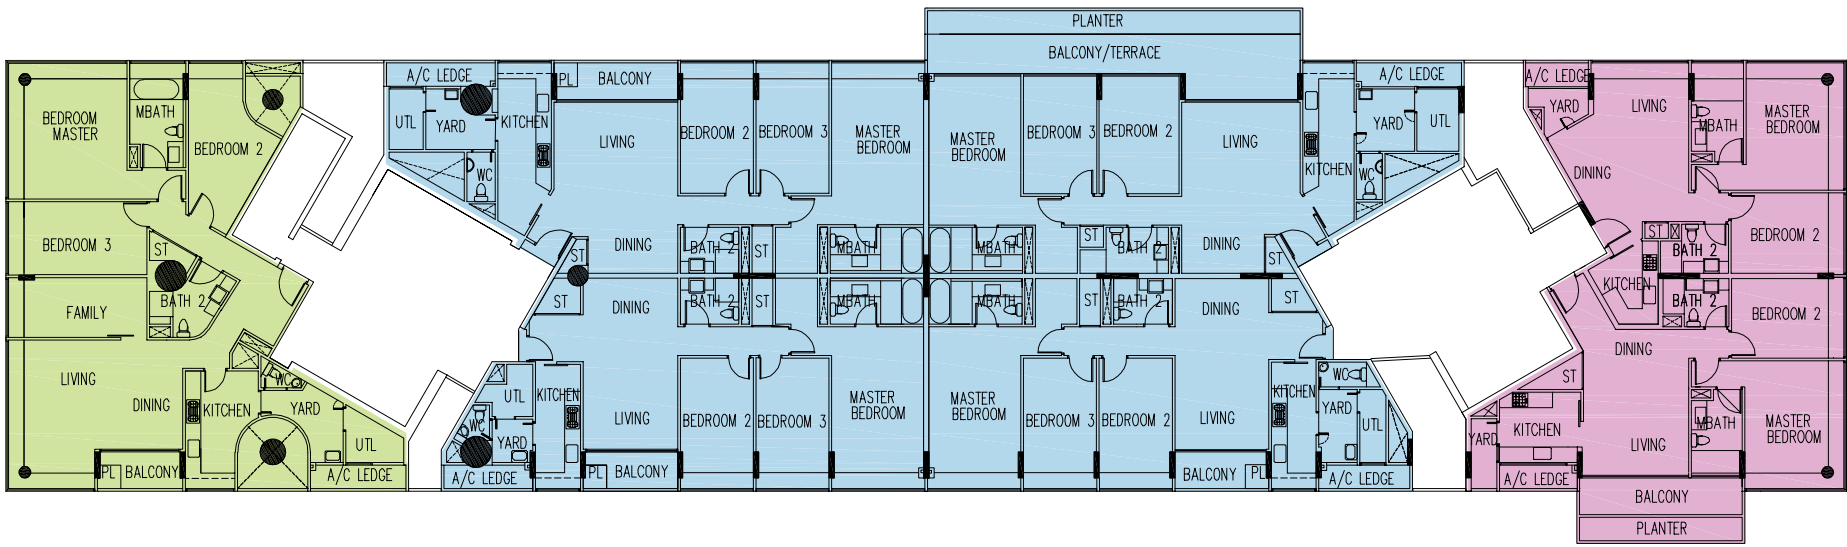 PLANTER
BALCONY/TERRACE
A/C LEDGE
PL
BALCONY
A/C LEDGE
A/C LEDGE
BEDROOM
MASTER
MBATH
BEDROOM 2
UTL
YARD
KITCHEN
LIVING
BEDROOM 2
BEDROOM 3
MASTER
BEDROOM
MASTER
BEDROOM
BEDROOM 3
BEDROOM 2
LIVING
KITCHEN
YARD
UTL
YARD
LIVING
MBATH
MASTER
BEDROOM
WC
WC
DINING
BEDROOM 3
ST
DINING
ST
BATH 2
ST
MBATH
MBATH
ST
BATH 2
DINING
ST
ST
BATH 2
BEDROOM 2
FAMILY
BATH 2
ST
DINING
BATH 2
ST
MBATH
MBATH
ST
BATH 2
DINING
ST
KITCHEN
BATH 2
BEDROOM 2
DINING
LIVING
DINING
WC
KITCHEN
YARD
UTL
UTL
WC
YARD
KITCHEN
LIVING
BEDROOM 2
BEDROOM 3
MASTER
BEDROOM
MASTER
BEDROOM
BEDROOM 3
BEDROOM 2
LIVING
KITCHEN
WC
YARD
UTL
ST
YARD
KITCHEN
LIVING
MBATH
MASTER
BEDROOM
PL
BALCONY
A/C LEDGE
A/C LEDGE
PL
BALCONY
BALCONY
PL
A/C LEDGE
A/C LEDGE
BALCONY
PLANTER